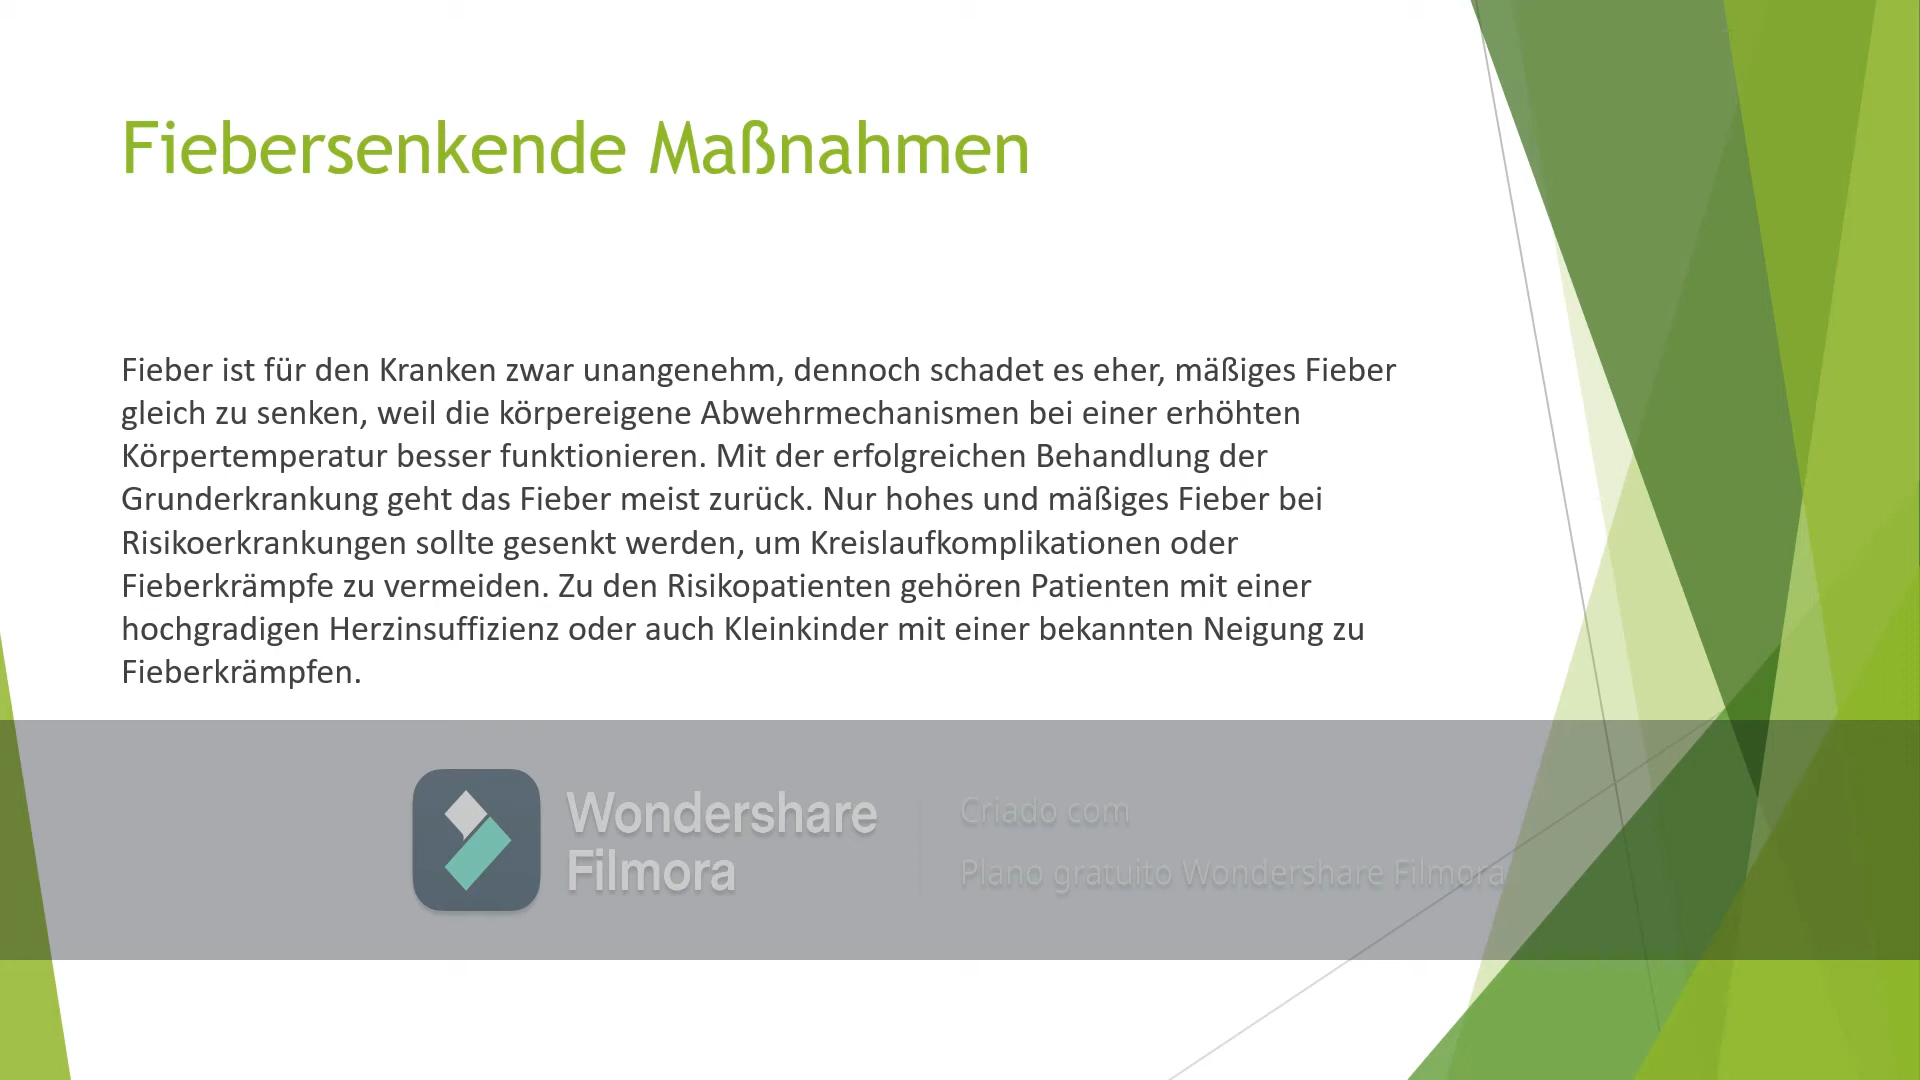 Fiebersenkende Maßnahmen
Fieber ist für den Kranken zwar unangenehm, dennoch schadet es eher, mäßiges Fieber
gleich zu senken, weil die körpereigene Abwehrmechanismen bei einer erhöhten
Körpertemperatur besser funktionieren. Mit der erfolgreichen Behandlung der
Grunderkrankung geht das Fieber meist zurück. Nur hohes und mäßiges Fieber bei
Risikoerkrankungen sollte gesenkt werden, um Kreislaufkomplikationen oder
Fieberkrämpfe zu vermeiden. Zu den Risikopatienten gehören Patienten mit einer
hochgradigen Herzinsuffizienz oder auch Kleinkinder mit einer bekannten Neigung zu
Fieberkrämpfen.
Wondershare
Filmora
Criado com
Plano gratuito Wondershare Filmora